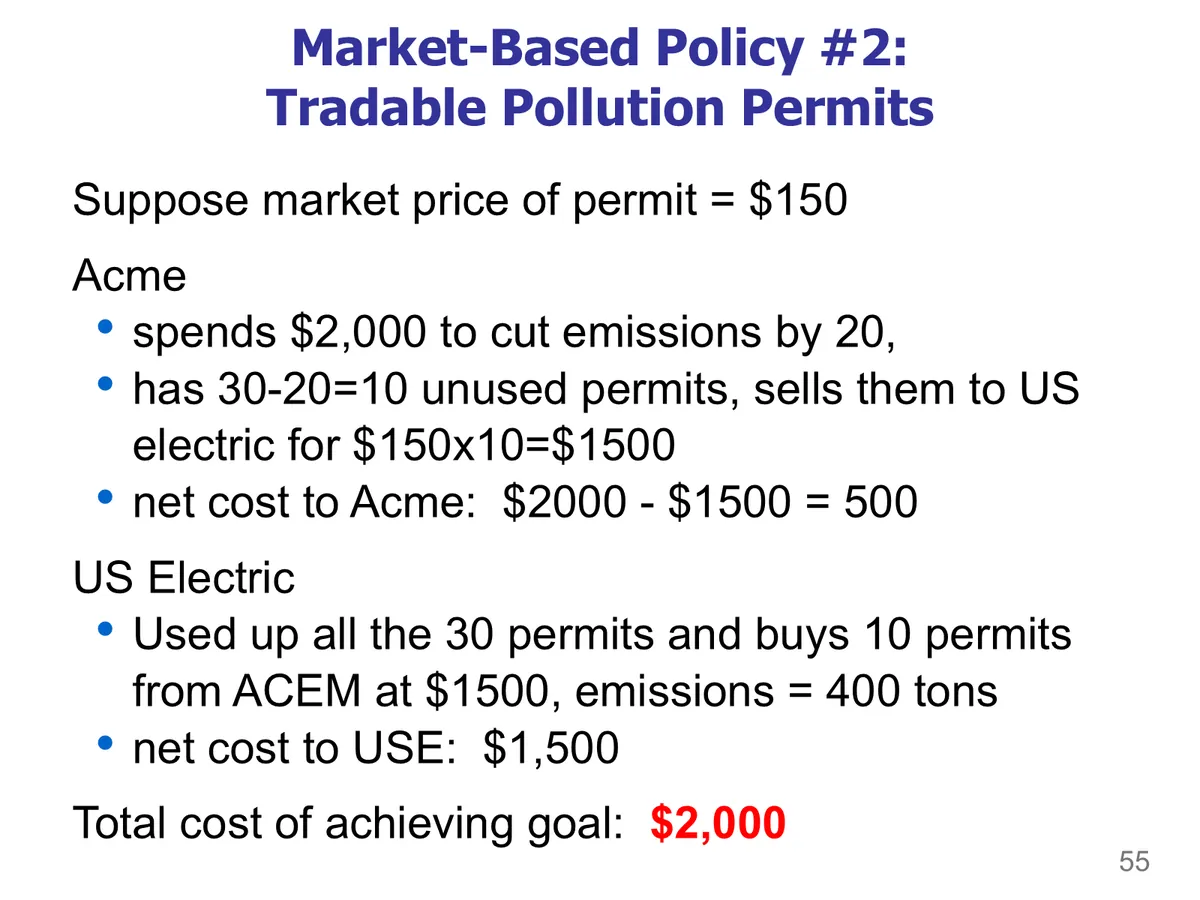 Market-Based Policy #2:
Tradable Pollution Permits
Suppose market price of permit = $150
Acme
• spends $2,000 to cut emissions by 20,
• has 30-20=10 unused permits, sells them to US
electric for $150x10=$1500
• net cost to Acme:  $2000 - $1500 = 500
US Electric
• Used up all the 30 permits and buys 10 permits
from ACEM at $1500, emissions = 400 tons
• net cost to USE:  $1,500
Total cost of achieving goal:  $2,000
55